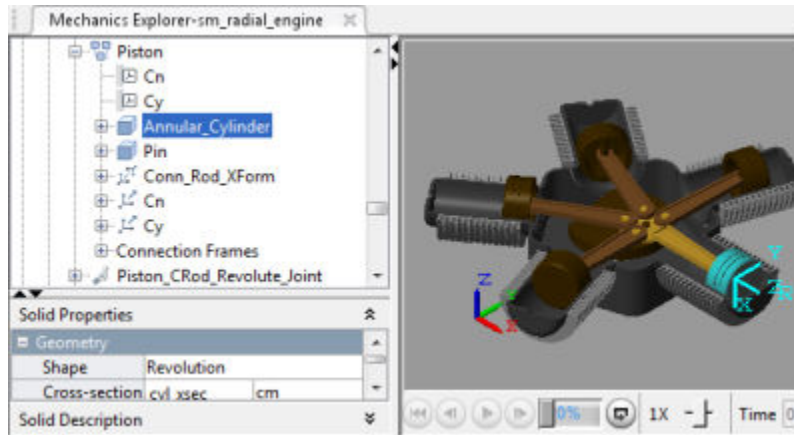 Mechanics Explorer-sm_radial_engine
Piston
Cn
Cy
Annular_Cylinder
Pin
Conn_Rod_XForm
Cn
Cy
Connection Frames
Piston_CRod_Revolute_Joint
Solid Properties
Geometry
Shape Revolution
Cross-section cyl_xsec cm
Solid Description
Z
Y
X
Y
Z
R
X
0%
1X
Time 0